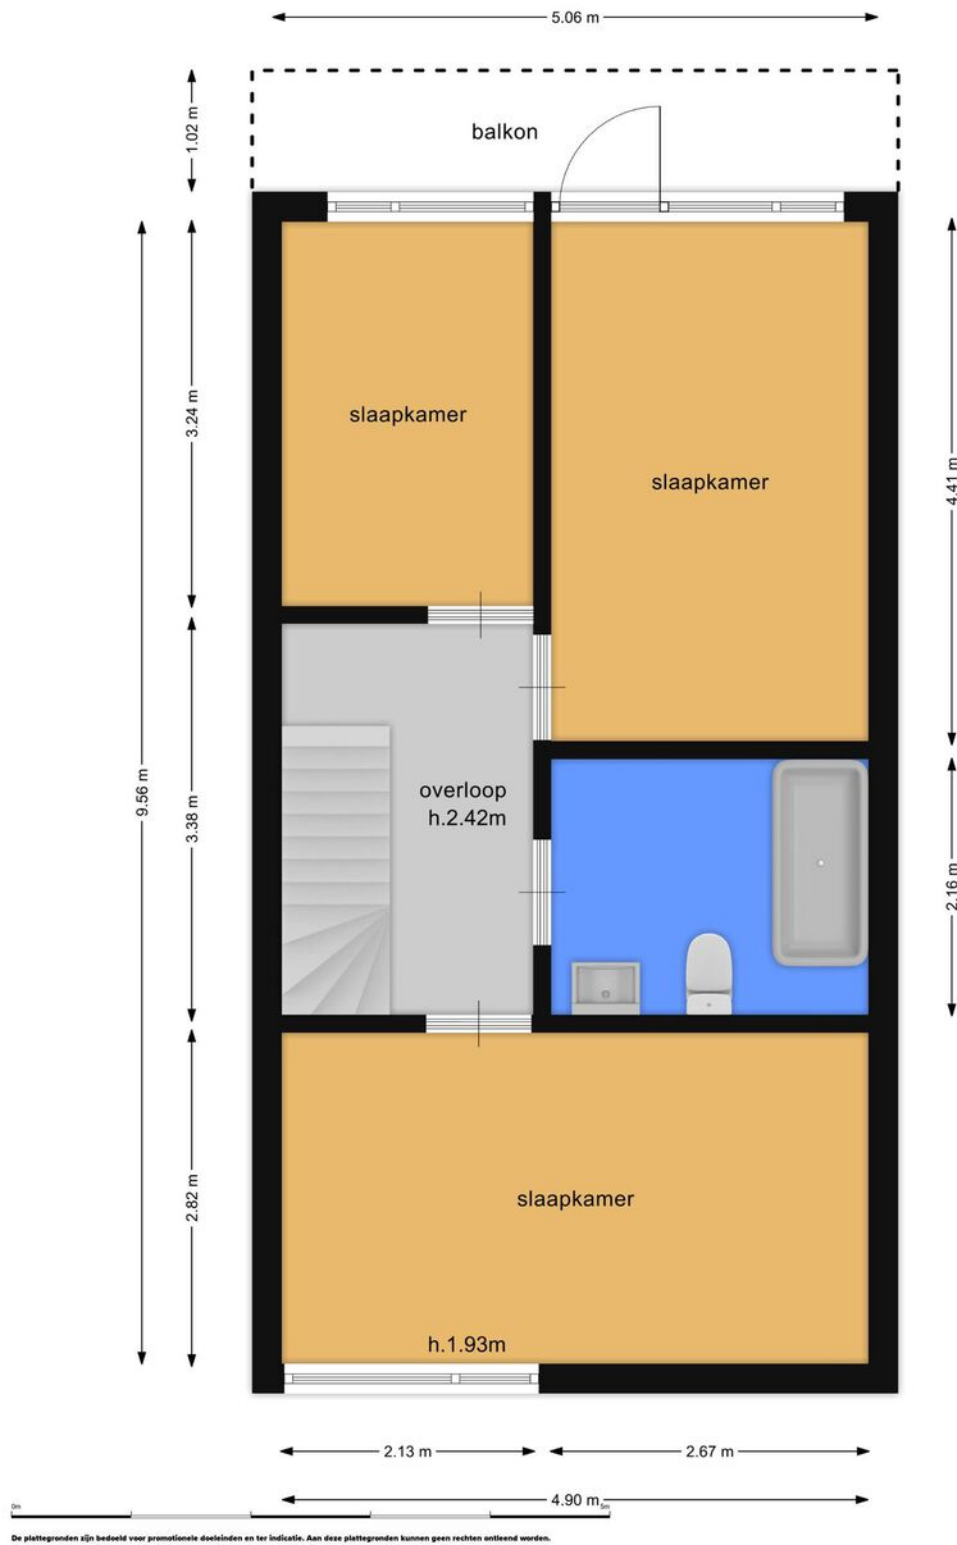 5.06 m
1.02 m
balkon
3.24 m
slaapkamer
slaapkamer
4.41 m
9.56 m
3.38 m
overloop
h.2.42m
2.16 m
2.82 m
slaapkamer
h.1.93m
2.13 m
2.67 m
4.90 m
0m
5m
De plattegronden zijn bedoeld voor promotionele doeleinden en ter indicatie. Aan deze plattegronden kunnen geen rechten ontleend worden.